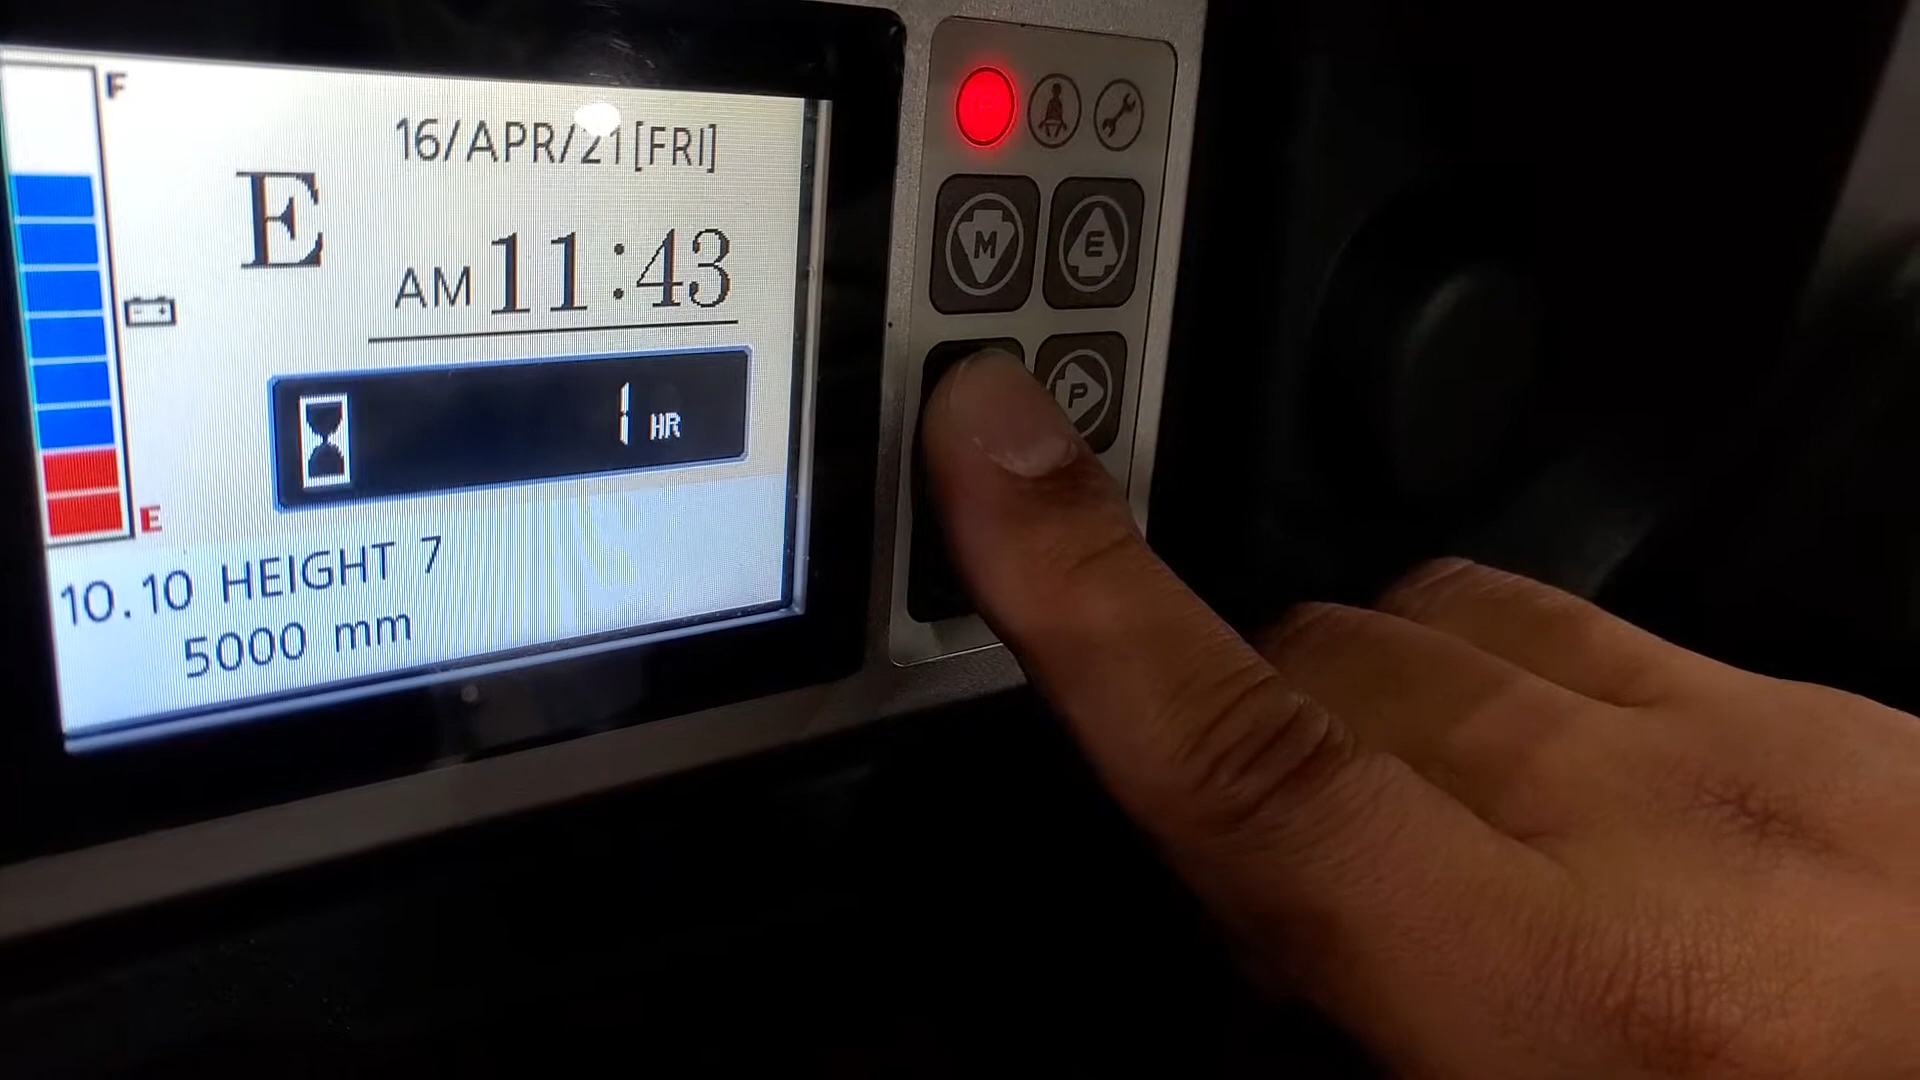 F
16/APR/21[FRI]
E
AM 11:43
1 HR
E
10.10 HEIGHT 7
5000 mm
M
E
P